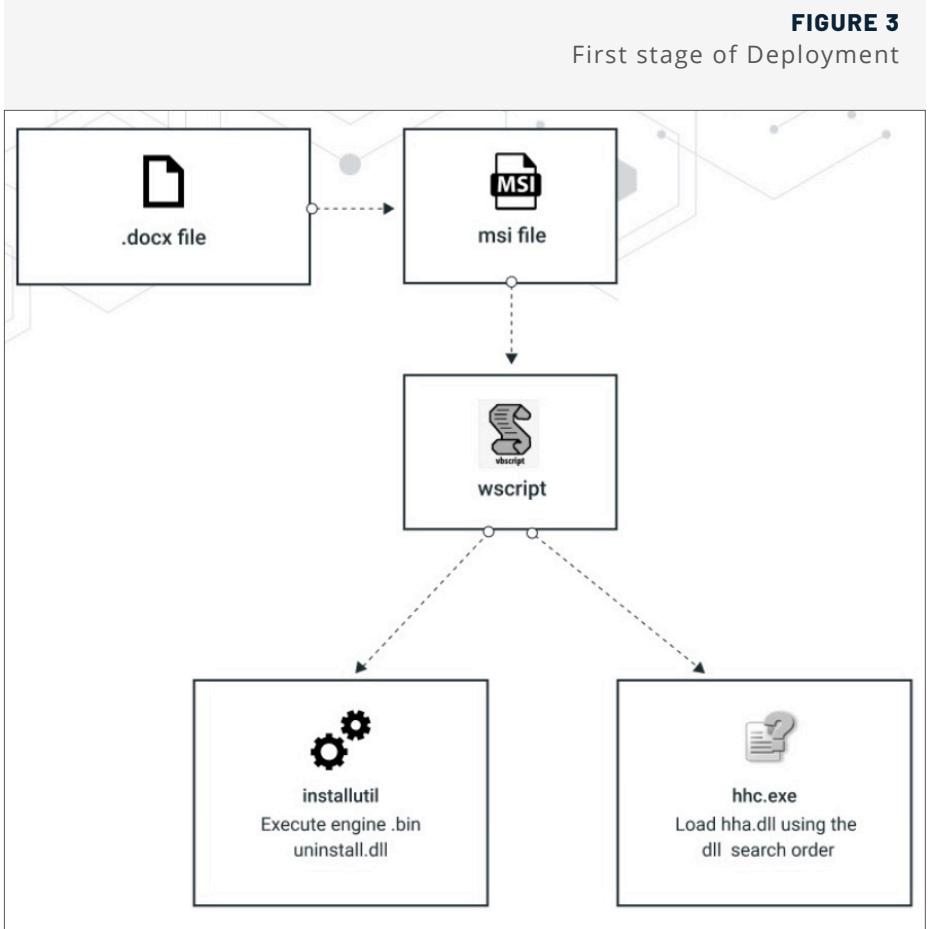 FIGURE 3
First stage of Deployment
.docx file
MSI
msi file
vbscript
wscript
installutil
Execute engine .bin
uninstall.dll
hhc.exe
Load hha.dll using the
dll search order